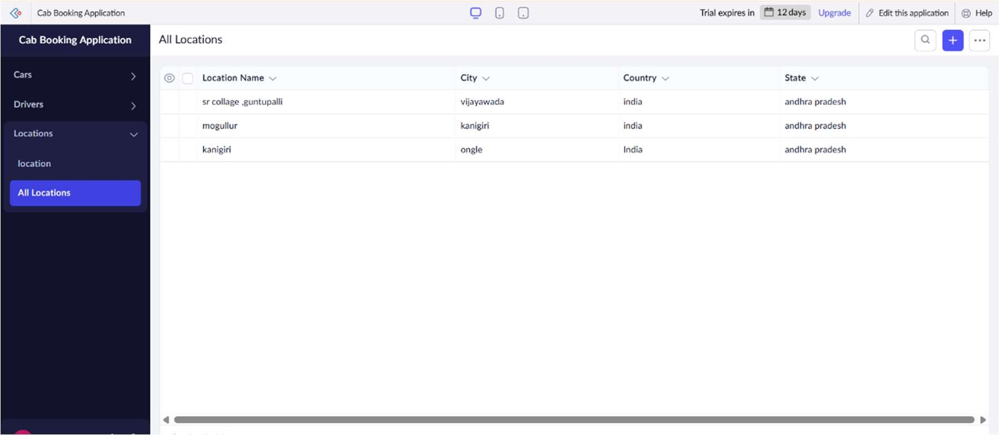 Cab Booking Application
Trial expires in 12 days Upgrade Edit this application Help
Cab Booking Application
All Locations
Cars
Drivers
Locations
location
All Locations
Location Name City Country State
sr collage ,guntupalli vijayawada india andhra pradesh
mogullur kanigiri india andhra pradesh
kanigiri ongle India andhra pradesh